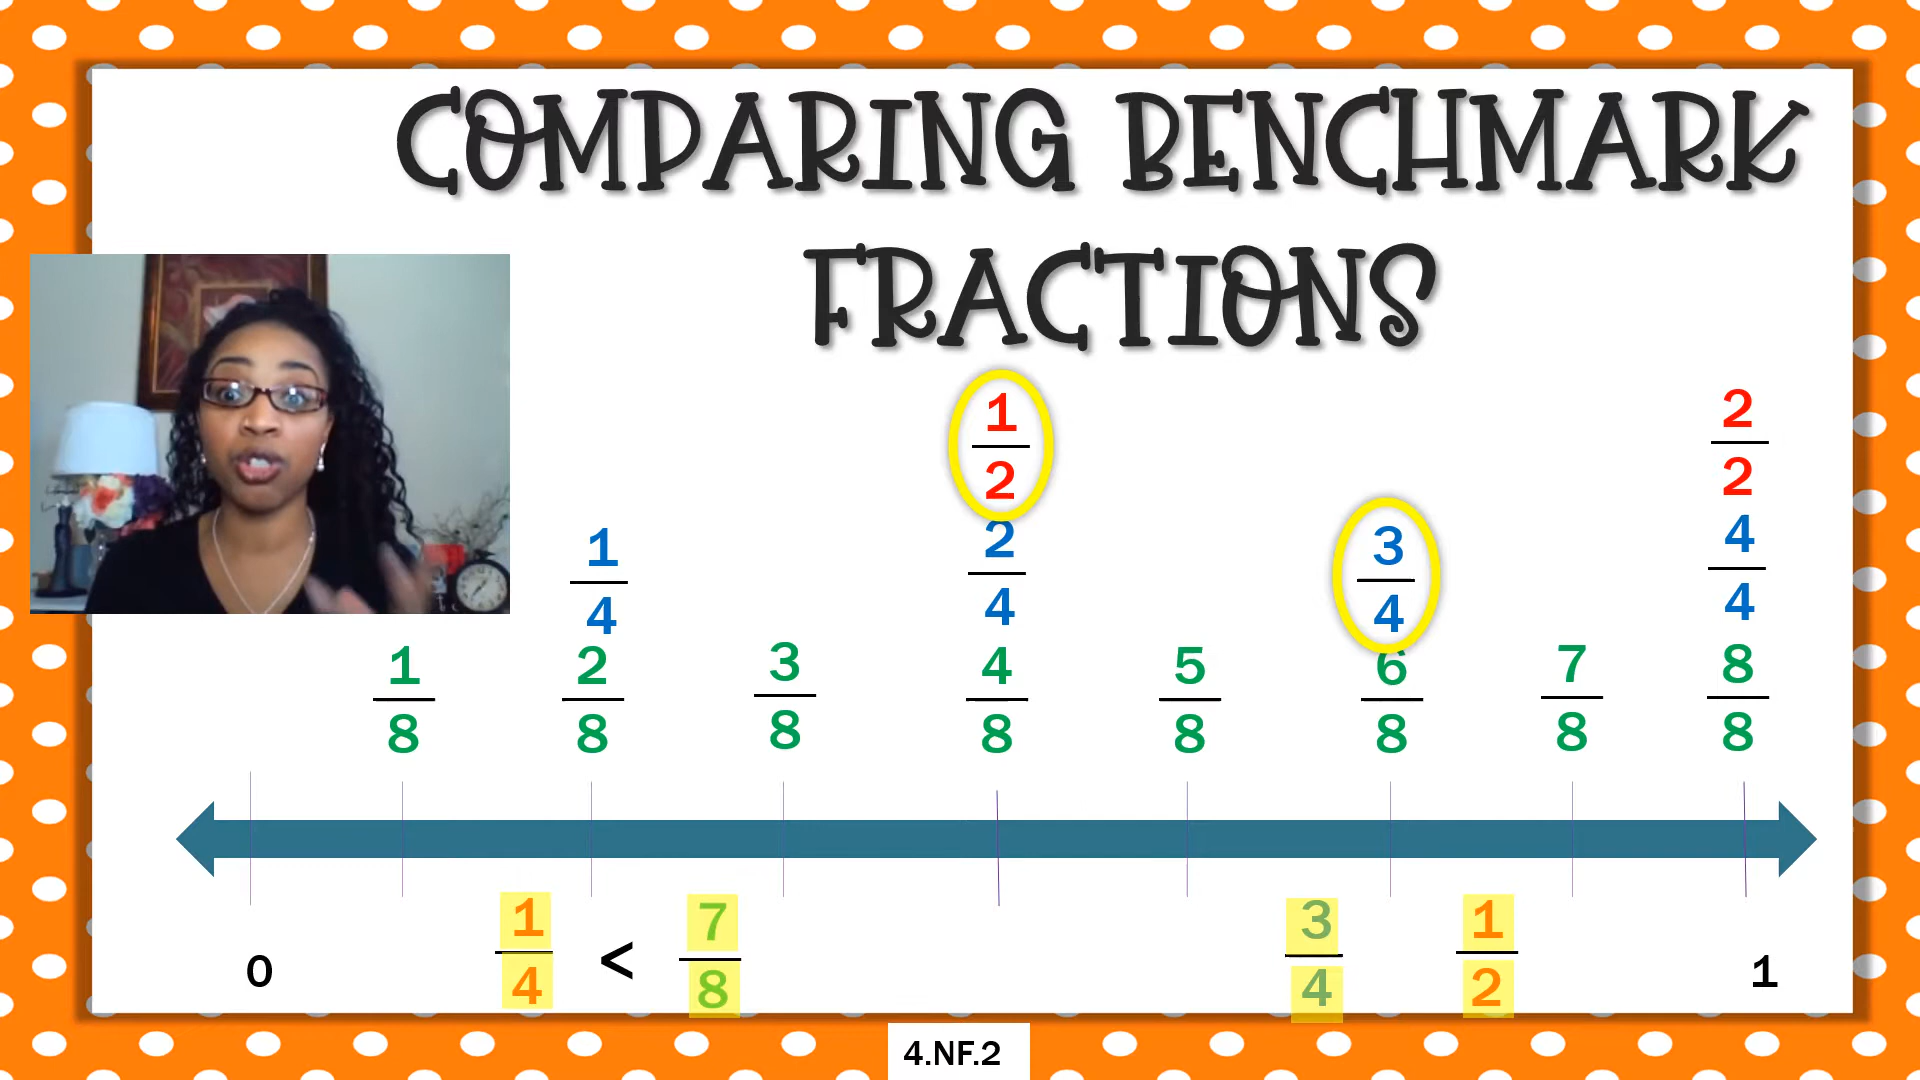 COMPARING BENCHMARK
FRACTIONS
1/2 2/2
1/4 2/4 3/4 4/4
1/8 2/8 3/8 4/8 5/8 6/8 7/8 8/8
0 1/4 < 7/8 3/4 1/2 1
4.NF.2